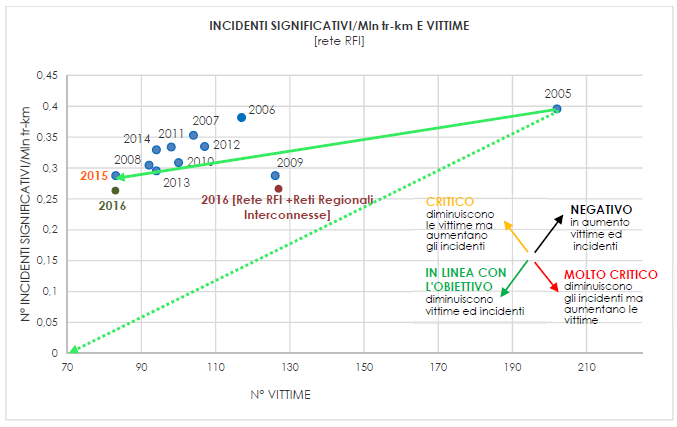 INCIDENTI SIGNIFICATIVI/Mln tr-km E VITTIME
[rete RFI]
N° INCIDENTI SIGNIFICATIVI/Mln tr-km
0,45
0,4
0,35
0,3
0,25
0,2
0,15
0,1
0,05
0
2005
2006
2007
2011
2014
2012
2008
2010
2009
2015
2013
2016
2016 [Rete RFI +Reti Regionali
Interconnesse]
CRITICO
diminuiscono
le vittime ma
aumentano
gli incidenti
NEGATIVO
in aumento
vittime ed
incidenti
IN LINEA CON
L'OBIETTIVO
diminuiscono
vittime ed incidenti
MOLTO CRITICO
diminuiscono
gli incidenti ma
aumentano le
vittime
70 90 110 130 150 170 190 210
N° VITTIME